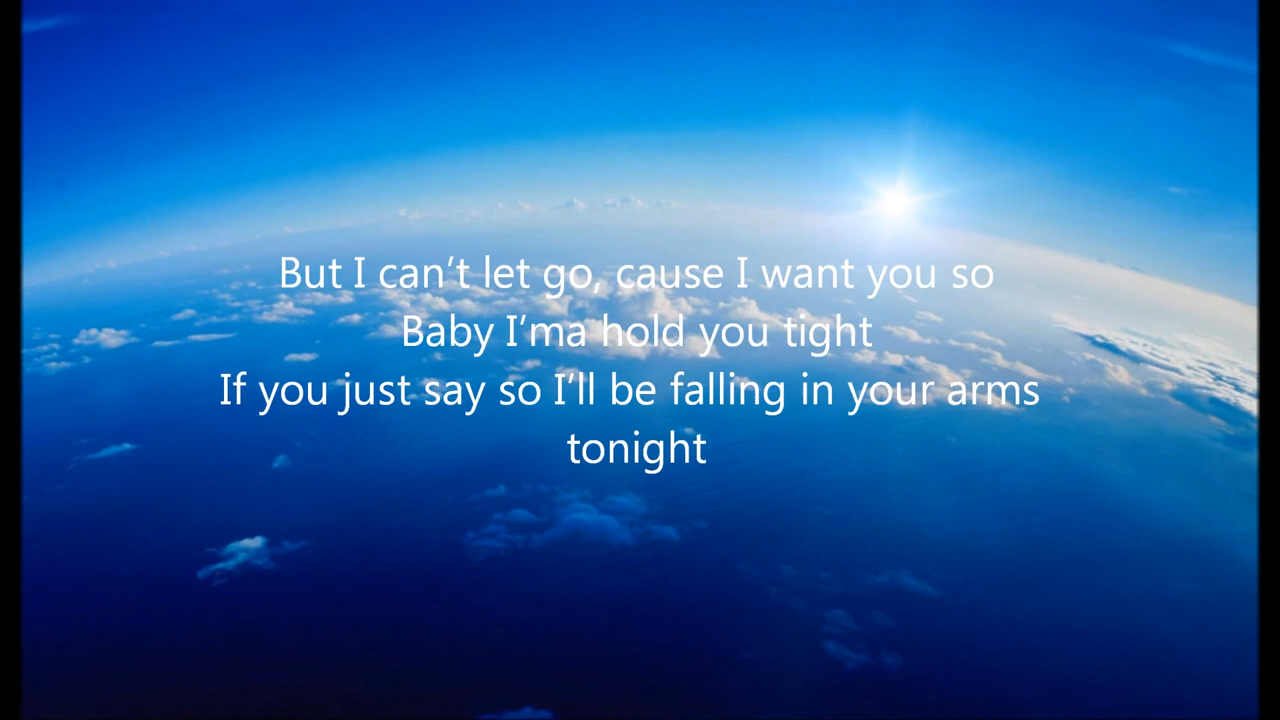 But I can’t let go, cause I want you so
Baby I’ma hold you tight
If you just say so I’ll be falling in your arms
tonight